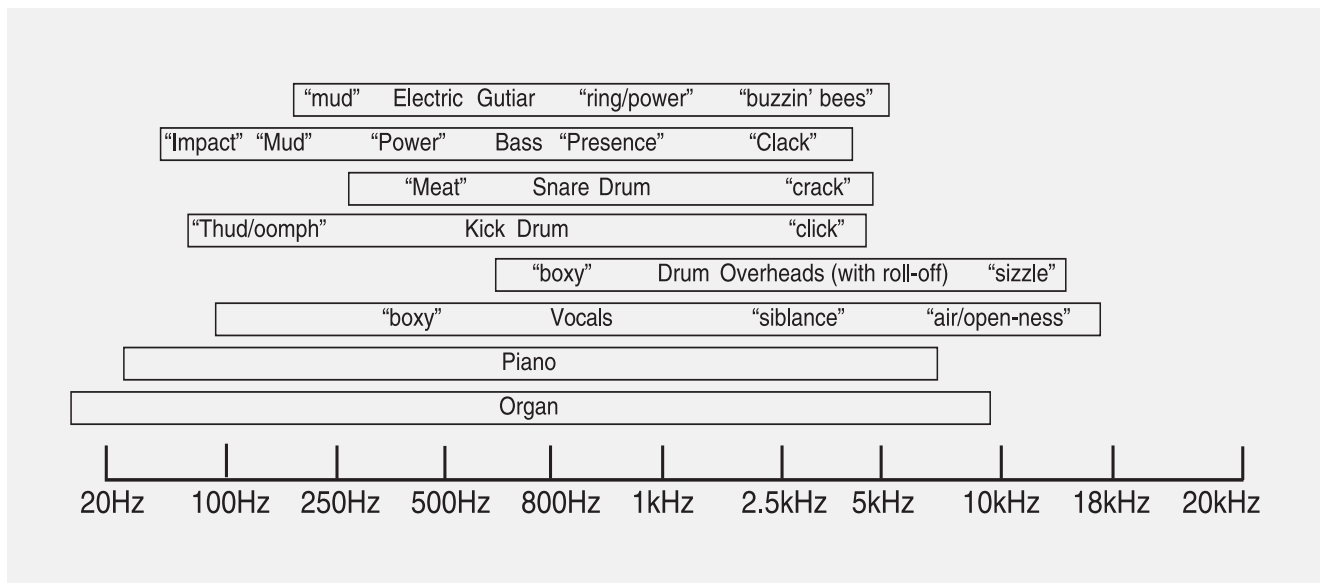 “mud” Electric Gutiar “ring/power” “buzzin’ bees”
“Impact” “Mud” “Power” Bass “Presence” “Clack”
“Meat” Snare Drum “crack”
“Thud/oomph” Kick Drum “click”
“boxy” Drum Overheads (with roll-off) “sizzle”
“boxy” Vocals “siblance” “air/open-ness”
Piano
Organ
20Hz 100Hz 250Hz 500Hz 800Hz 1kHz 2.5kHz 5kHz 10kHz 18kHz 20kHz